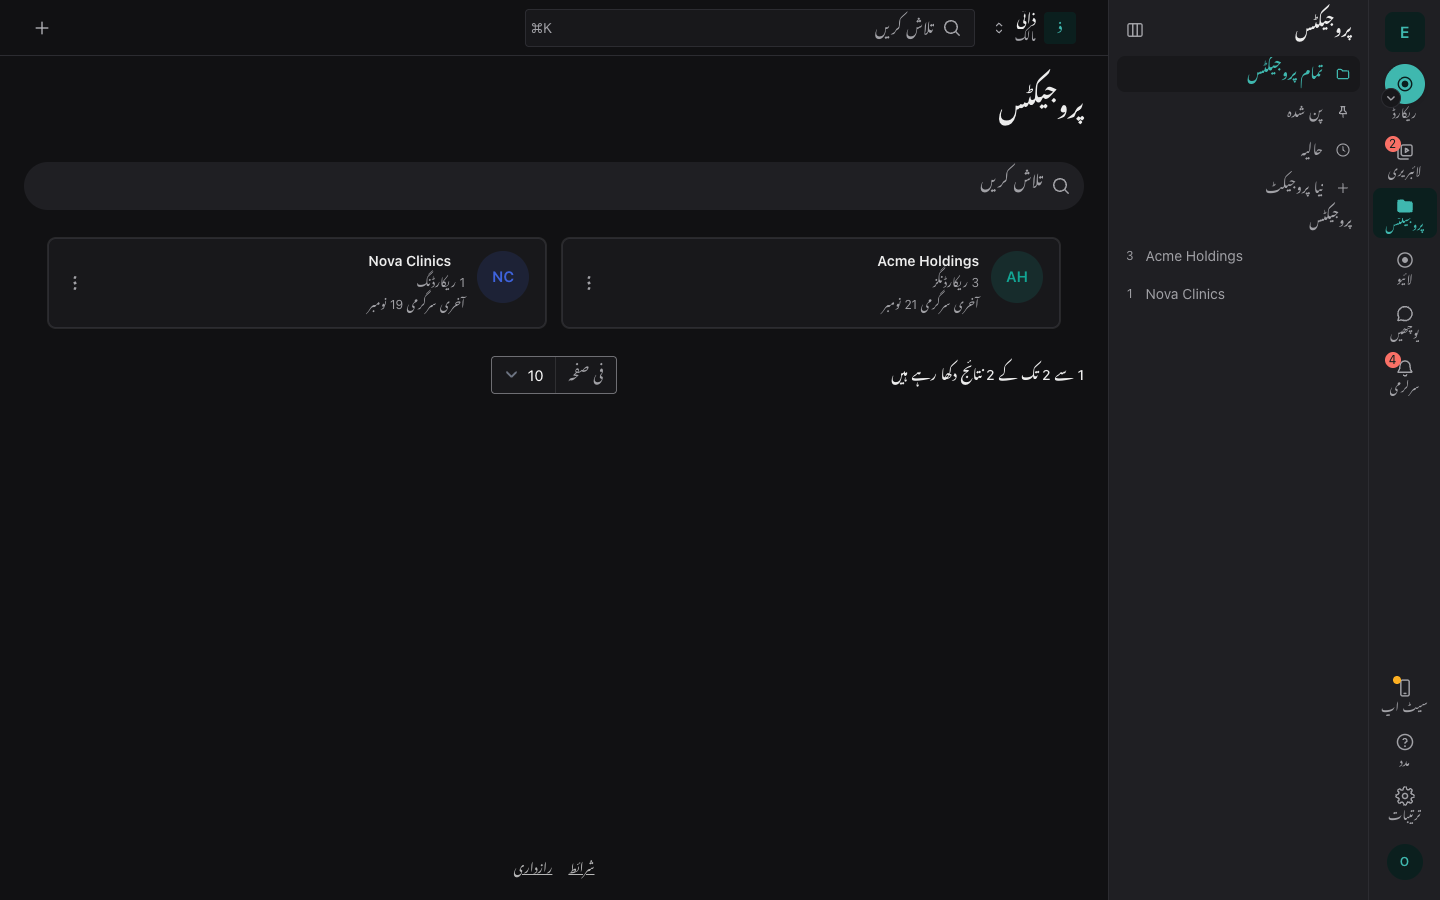 E
ریکارڈ
2
لائبریری
پروجیکٹس
لائیو
پوچھیں
4
سرگرمی
سیٹ اپ
مدد
ترتیبات
O
پروجیکٹس
تمام پروجیکٹس
پن شدہ
حالیہ
نیا پروجیکٹ
پروجیکٹس
Acme Holdings 3
Nova Clinics 1
ذ
ذاتی
مالک
تلاش کریں
⌘K
پروجیکٹس
تلاش کریں
AH
Acme Holdings
3 ریکارڈنگز
آخری سرگرمی 21 نومبر
NC
Nova Clinics
1 ریکارڈنگ
آخری سرگرمی 19 نومبر
1 سے 2 تک کے 2 نتائج دکھا رہے ہیں
فی صفحہ 10
شرائط رازداری